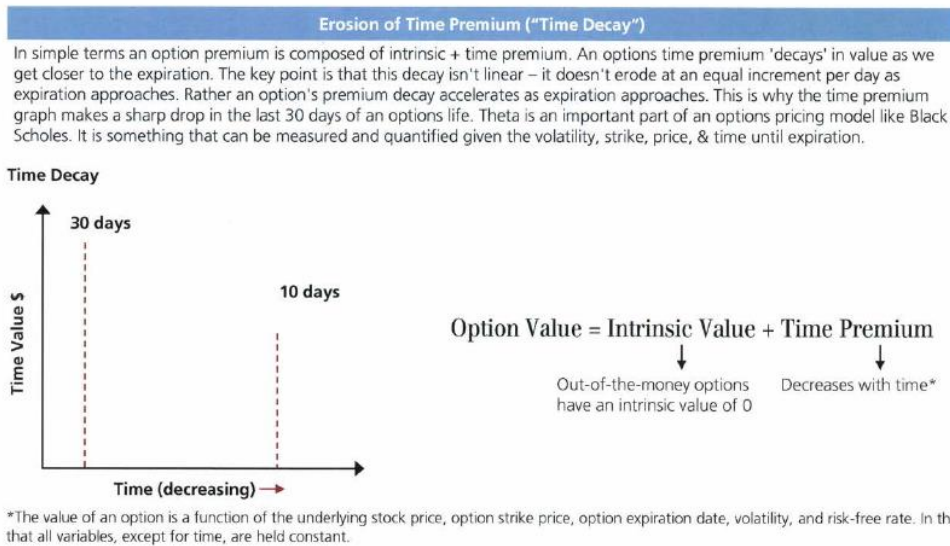 Erosion of Time Premium ("Time Decay")
In simple terms an option premium is composed of intrinsic + time premium. An options time premium 'decays' in value as we
get closer to the expiration. The key point is that this decay isn't linear – it doesn't erode at an equal increment per day as
expiration approaches. Rather an option's premium decay accelerates as expiration approaches. This is why the time premium
graph makes a sharp drop in the last 30 days of an options life. Theta is an important part of an options pricing model like Black
Scholes. It is something that can be measured and quantified given the volatility, strike, price, & time until expiration.
Time Decay
30 days
10 days
Time Value $
Time (decreasing)
Option Value = Intrinsic Value + Time Premium
Out-of-the-money options
have an intrinsic value of 0
Decreases with time*
*The value of an option is a function of the underlying stock price, option strike price, option expiration date, volatility, and risk-free rate. In
that all variables, except for time, are held constant.